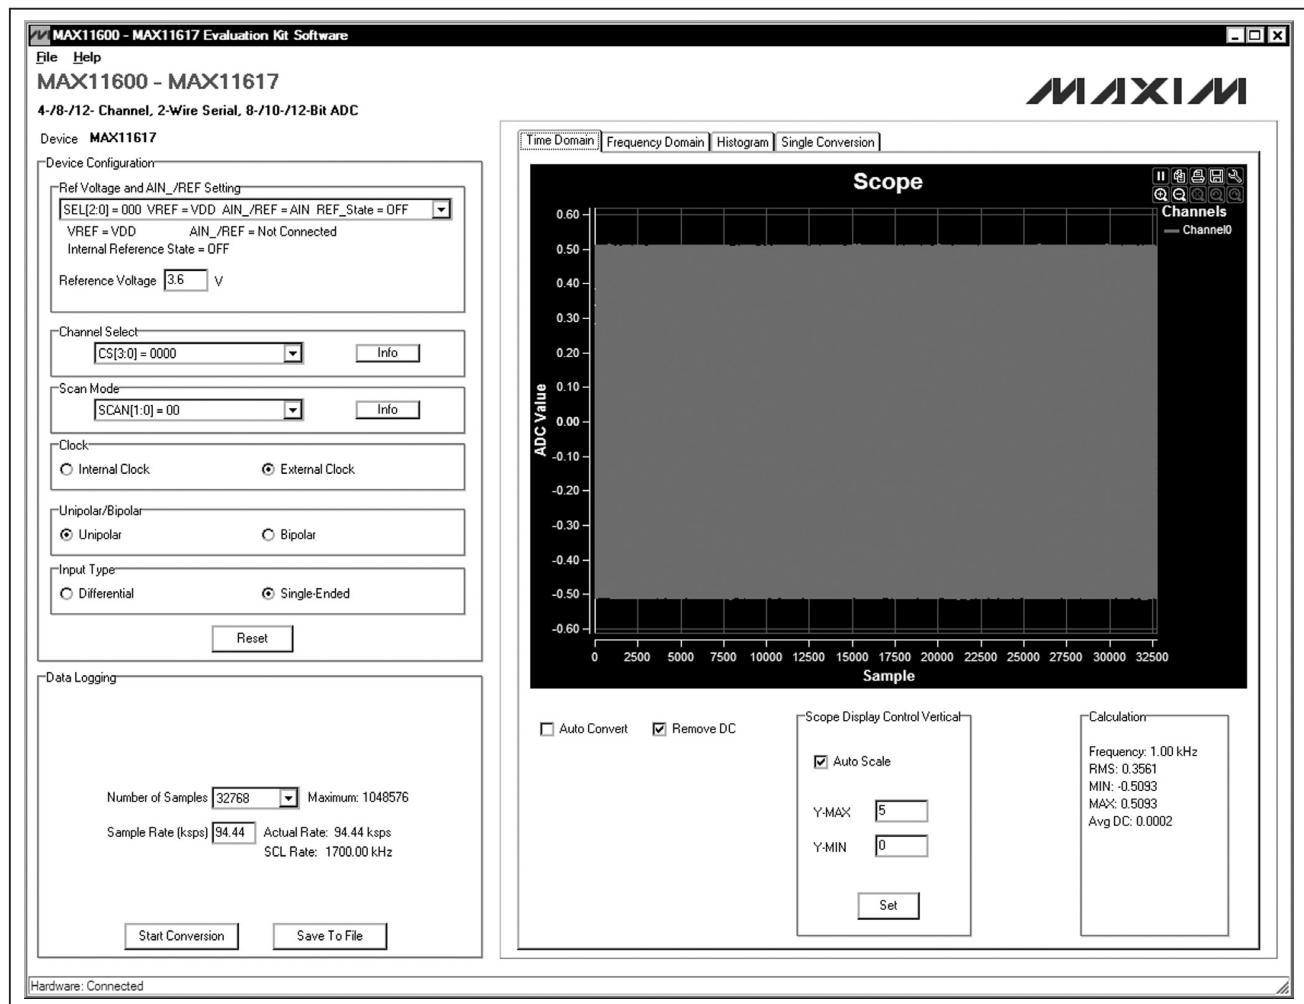 MAX11600 - MAX11617 Evaluation Kit Software
File Help
MAX11600 - MAX11617
MAXIM
4-/8-/12- Channel, 2-Wire Serial, 8-/10-/12-Bit ADC
Device MAX11617
Device Configuration
Ref Voltage and AIN_/REF Setting
SEL[2:0] = 000 VREF = VDD AIN_/REF = AIN REF_State = OFF
VREF = VDD AIN_/REF = Not Connected
Internal Reference State = OFF
Reference Voltage 3.6 V
Channel Select
CS[3:0] = 0000 Info
Scan Mode
SCAN[1:0] = 00 Info
Clock
Internal Clock External Clock
Unipolar/Bipolar
Unipolar Bipolar
Input Type
Differential Single-Ended
Reset
Data Logging
Number of Samples 32768 Maximum: 1048576
Sample Rate (ksps) 94.44 Actual Rate: 94.44 ksps
SCL Rate: 1700.00 kHz
Start Conversion Save To File
Time Domain Frequency Domain Histogram Single Conversion
Scope
Channels
Channel0
ADC Value
0.60
0.50
0.40
0.30
0.20
0.10
0.00
-0.10
-0.20
-0.30
-0.40
-0.50
-0.60
0 2500 5000 7500 10000 12500 15000 17500 20000 22500 25000 27500 30000 32500
Sample
Auto Convert Remove DC
Scope Display Control Vertical
Auto Scale
Y-MAX 5
Y-MIN 0
Set
Calculation
Frequency: 1.00 kHz
RMS: 0.3561
MIN: -0.5093
MAX: 0.5093
Avg DC: 0.0002
Hardware: Connected